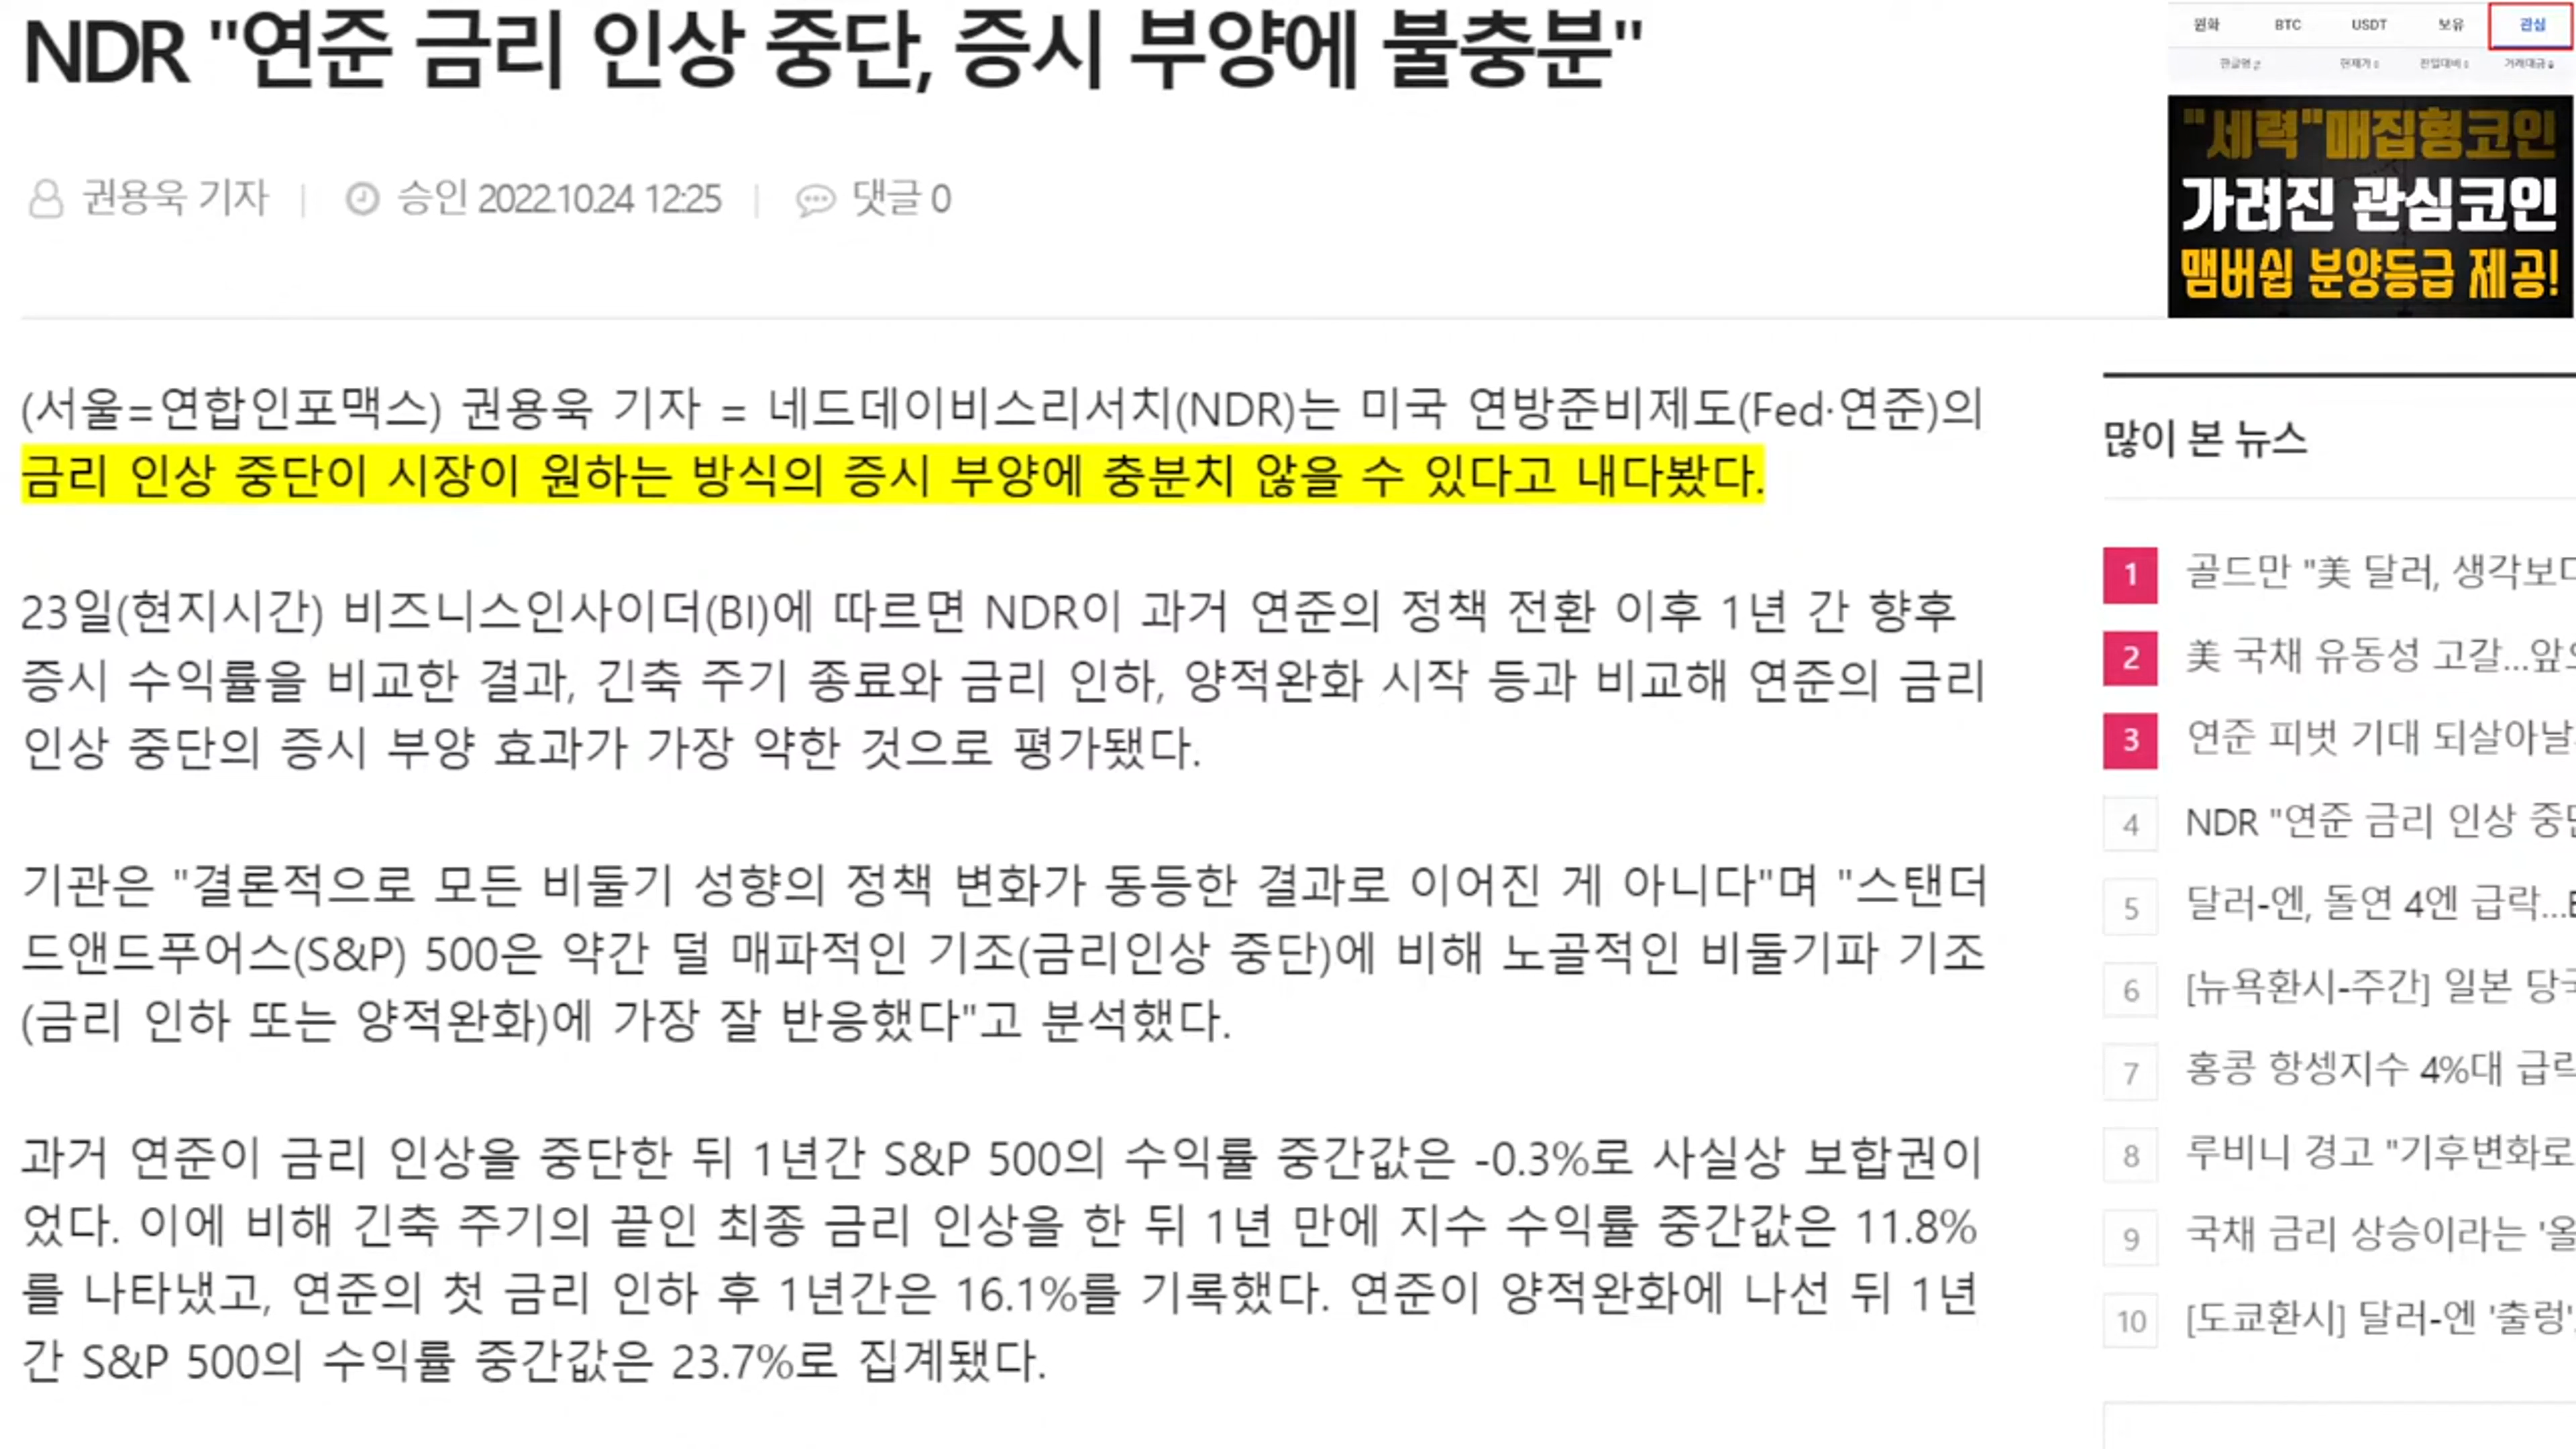 NDR "연준 금리 인상 중단, 증시 부양에 불충분"
권용욱 기자
승인 2022.10.24 12:25
댓글 0
원화 BTC USDT 보유 관심
한글명 현재가 전일대비 거래대금
"세력"매집형코인
가려진 관심코인
맴버쉽 분양등급 제공!
(서울=연합인포맥스) 권용욱 기자 = 네드데이비스리서치(NDR)는 미국 연방준비제도(Fed·연준)의
금리 인상 중단이 시장이 원하는 방식의 증시 부양에 충분치 않을 수 있다고 내다봤다.
23일(현지시간) 비즈니스인사이더(BI)에 따르면 NDR이 과거 연준의 정책 전환 이후 1년 간 향후
증시 수익률을 비교한 결과, 긴축 주기 종료와 금리 인하, 양적완화 시작 등과 비교해 연준의 금리
인상 중단의 증시 부양 효과가 가장 약한 것으로 평가됐다.
기관은 "결론적으로 모든 비둘기 성향의 정책 변화가 동등한 결과로 이어진 게 아니다"며 "스탠더
드앤드푸어스(S&P) 500은 약간 덜 매파적인 기조(금리인상 중단)에 비해 노골적인 비둘기파 기조
(금리 인하 또는 양적완화)에 가장 잘 반응했다"고 분석했다.
과거 연준이 금리 인상을 중단한 뒤 1년간 S&P 500의 수익률 중간값은 -0.3%로 사실상 보합권이
었다. 이에 비해 긴축 주기의 끝인 최종 금리 인상을 한 뒤 1년 만에 지수 수익률 중간값은 11.8%
를 나타냈고, 연준의 첫 금리 인하 후 1년간은 16.1%를 기록했다. 연준이 양적완화에 나선 뒤 1년
간 S&P 500의 수익률 중간값은 23.7%로 집계됐다.
많이 본 뉴스
1 골드만 "美 달러, 생각보다
2 美 국채 유동성 고갈...앞으
3 연준 피벗 기대 되살아날
4 NDR "연준 금리 인상 중단
5 달러-엔, 돌연 4엔 급락...
6 [뉴욕환시-주간] 일본 당국
7 홍콩 항셍지수 4%대 급락
8 루비니 경고 "기후변화로
9 국채 금리 상승이라는 '올
10 [도쿄환시] 달러-엔 '출렁'